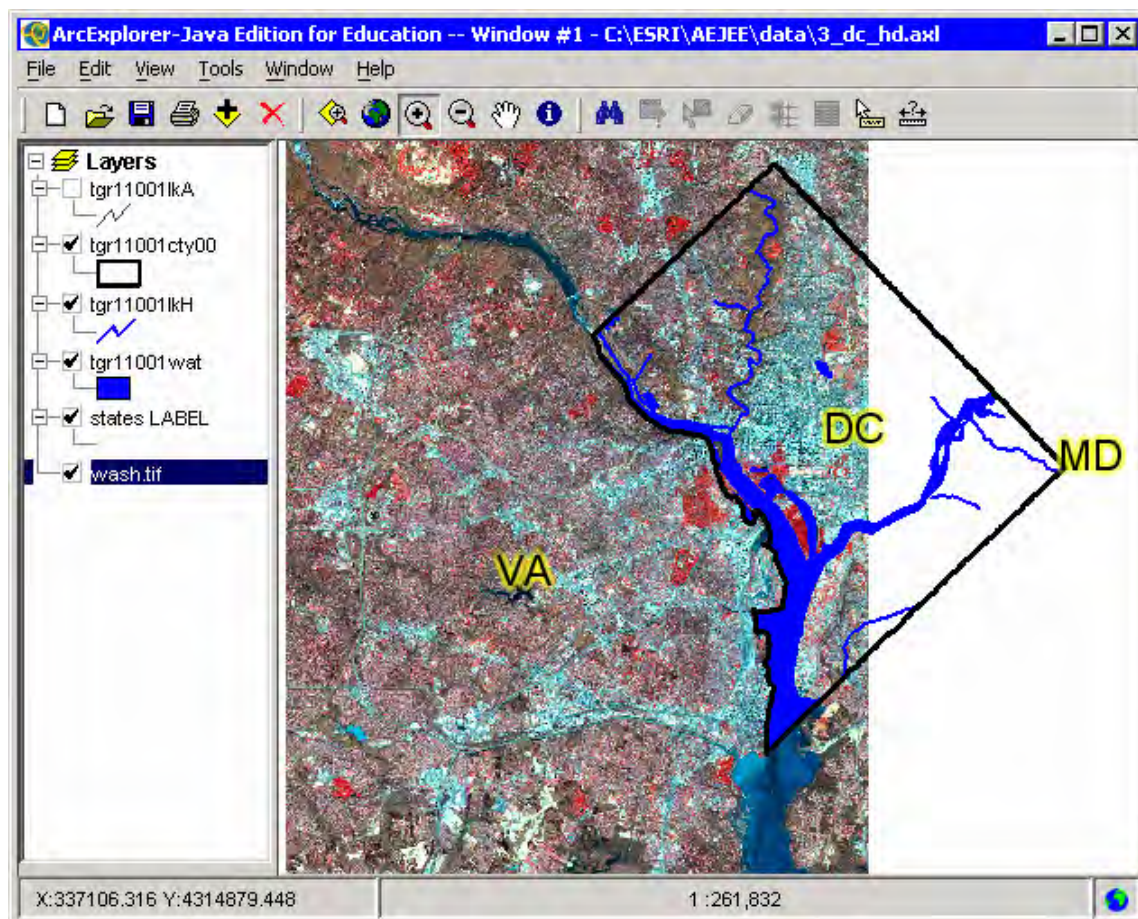 ArcExplorer-Java Edition for Education -- Window #1 - C:\ESRI\AEJEE\data\3_dc_hd.axl
File Edit View Tools Window Help
Layers
tgr11001lkA
tgr11001cty00
tgr11001lkH
tgr11001wat
states LABEL
wash.tif
DC
MD
VA
X:337106.316 Y:4314879.448
1 :261,832